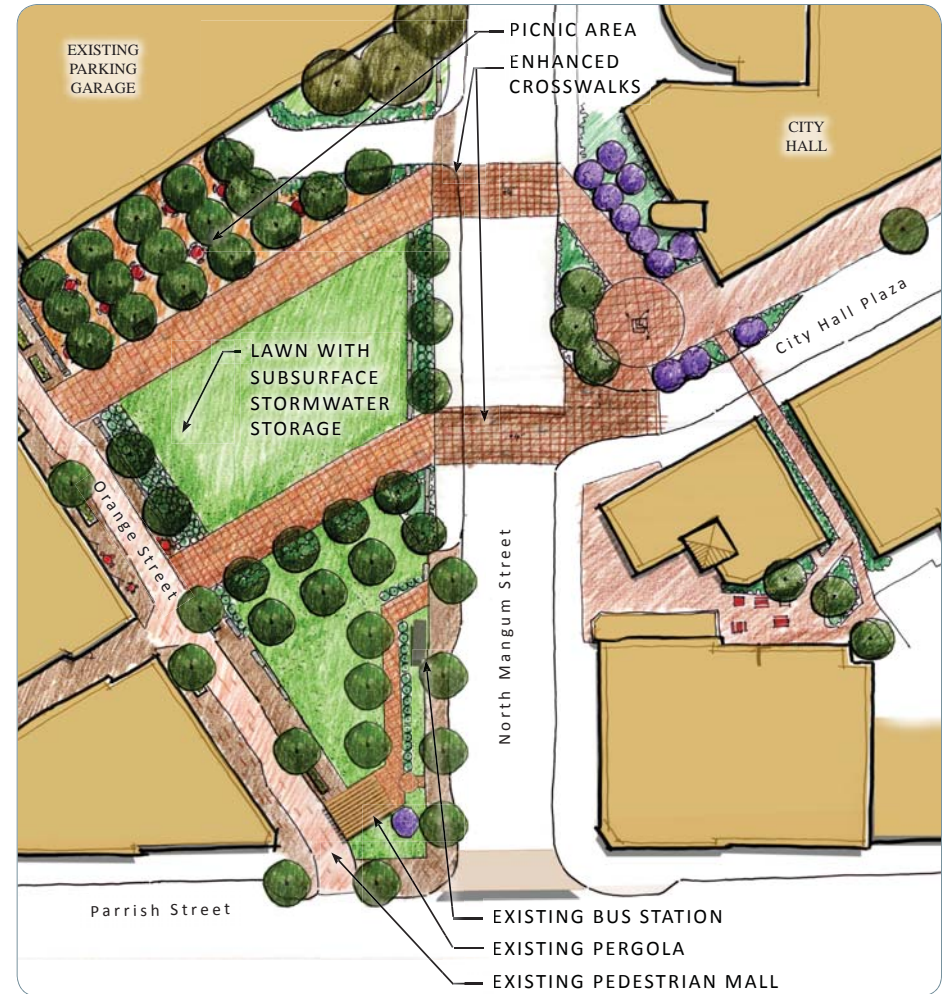 EXISTING
PARKING
GARAGE
PICNIC AREA
ENHANCED
CROSSWALKS
CITY
HALL
City Hall Plaza
LAWN WITH
SUBSURFACE
STORMWATER
STORAGE
Orange Street
North Mangum Street
Parrish Street
EXISTING BUS STATION
EXISTING PERGOLA
EXISTING PEDESTRIAN MALL